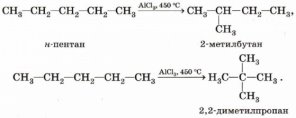 AlCl₃, 450 °C
CH₃—CH₂—CH₂—CH₂—CH₃ → CH₃—CH—CH₂—CH₃,
CH₃
н-пентан 2-метилбутан
CH₃
AlCl₃, 450 °C
CH₃—CH₂—CH₂—CH₂—CH₃ → CH₃—C—CH₃ .
CH₃
2,2-диметилпропан